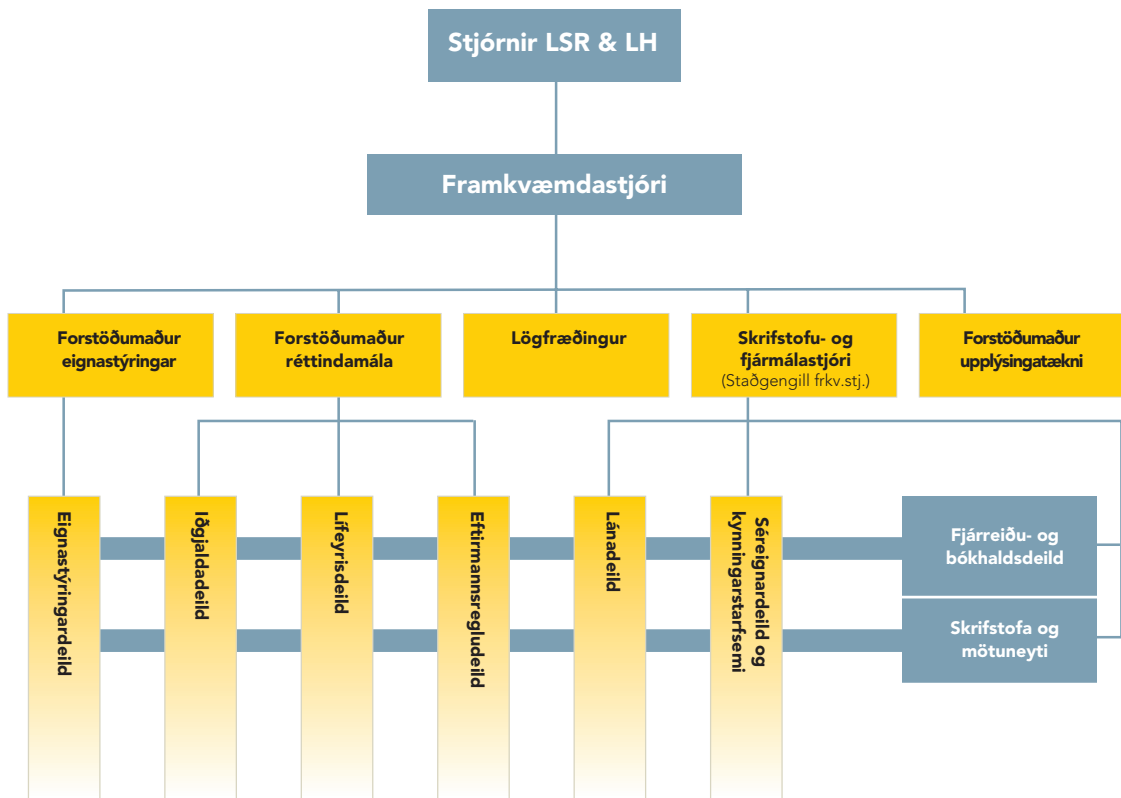 Stjórnir LSR & LH
Framkvæmdastjóri
Forstöðumaður
eignastýringar
Forstöðumaður
réttindamála
Lögfræðingur
Skrifstofu- og
fjármálastjóri
(Staðgengill frkv.stj.)
Forstöðumaður
upplýsingatækni
Eignastýringardeild
Iðgjaldadeild
Lífeyrisdeild
Eftirmannsregludeild
Lánadeild
Séreignardeild og
kynningarstarfsemi
Fjárreiðu- og
bókhaldsdeild
Skrifstofa og
mötuneyti